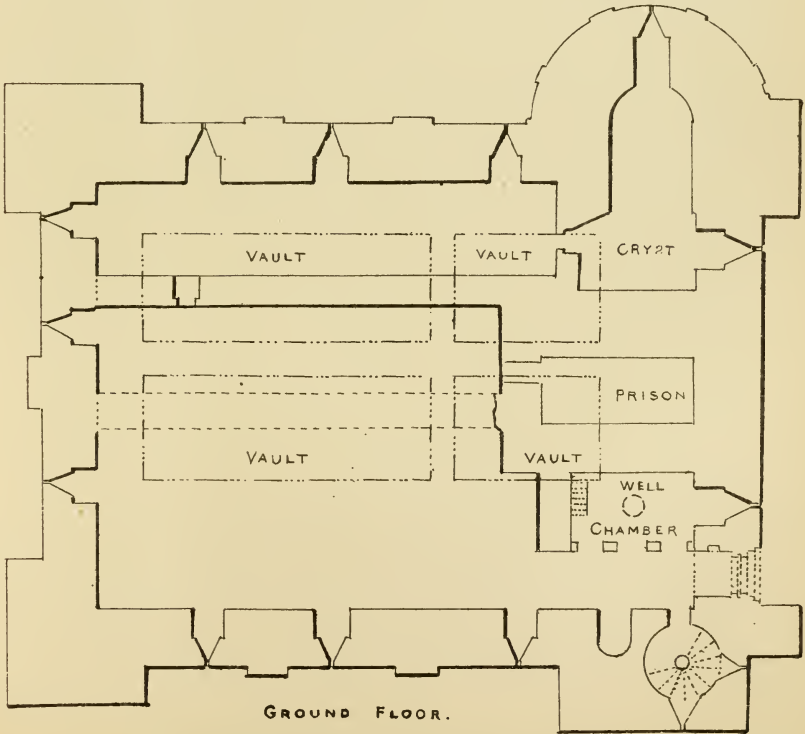 VAULT
VAULT
CRYPT
PRISON
VAULT
VAULT
WELL
CHAMBER
GROUND FLOOR.